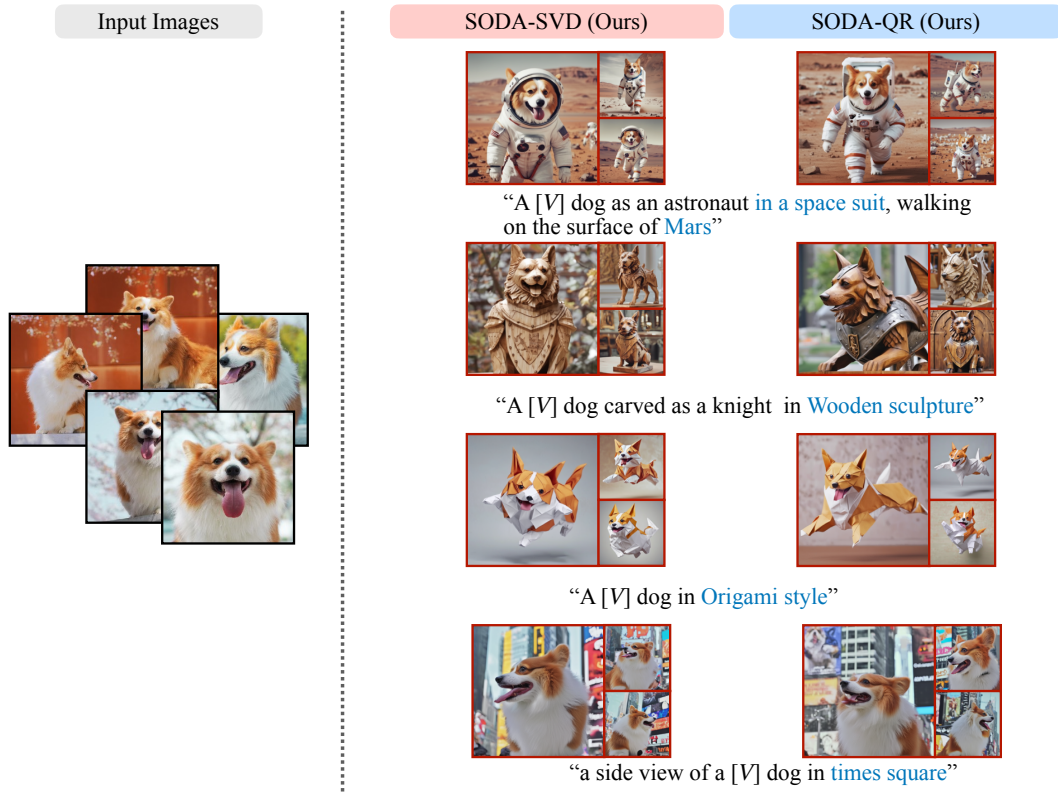 Input Images
SODA-SVD (Ours)
SODA-QR (Ours)
“A [V] dog as an astronaut in a space suit, walking
on the surface of Mars”
“A [V] dog carved as a knight  in Wooden sculpture”
“A [V] dog in Origami style”
“a side view of a [V] dog in times square”